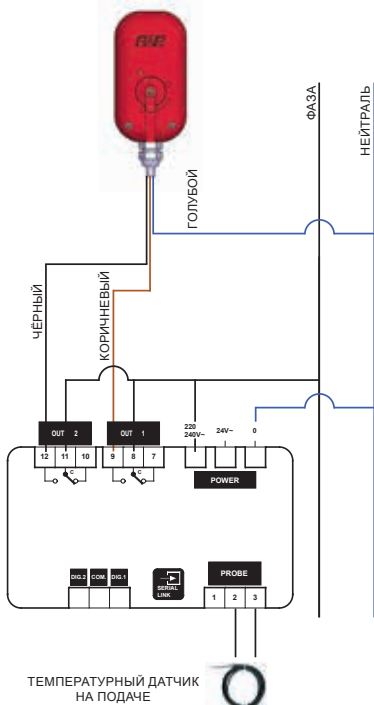 FAR
ФАЗА
НЕЙТРАЛЬ
ГОЛУБОЙ
ЧЁРНЫЙ
КОРИЧНЕВЫЙ
OUT 2
OUT 1
220
240V~
24V~
0
12 11 10
9 8 7
C
C
POWER
DIG.2 COM. DIG.1
SERIAL
LINK
PROBE
1 2 3
ТЕМПЕРАТУРНЫЙ ДАТЧИК
НА ПОДАЧЕ